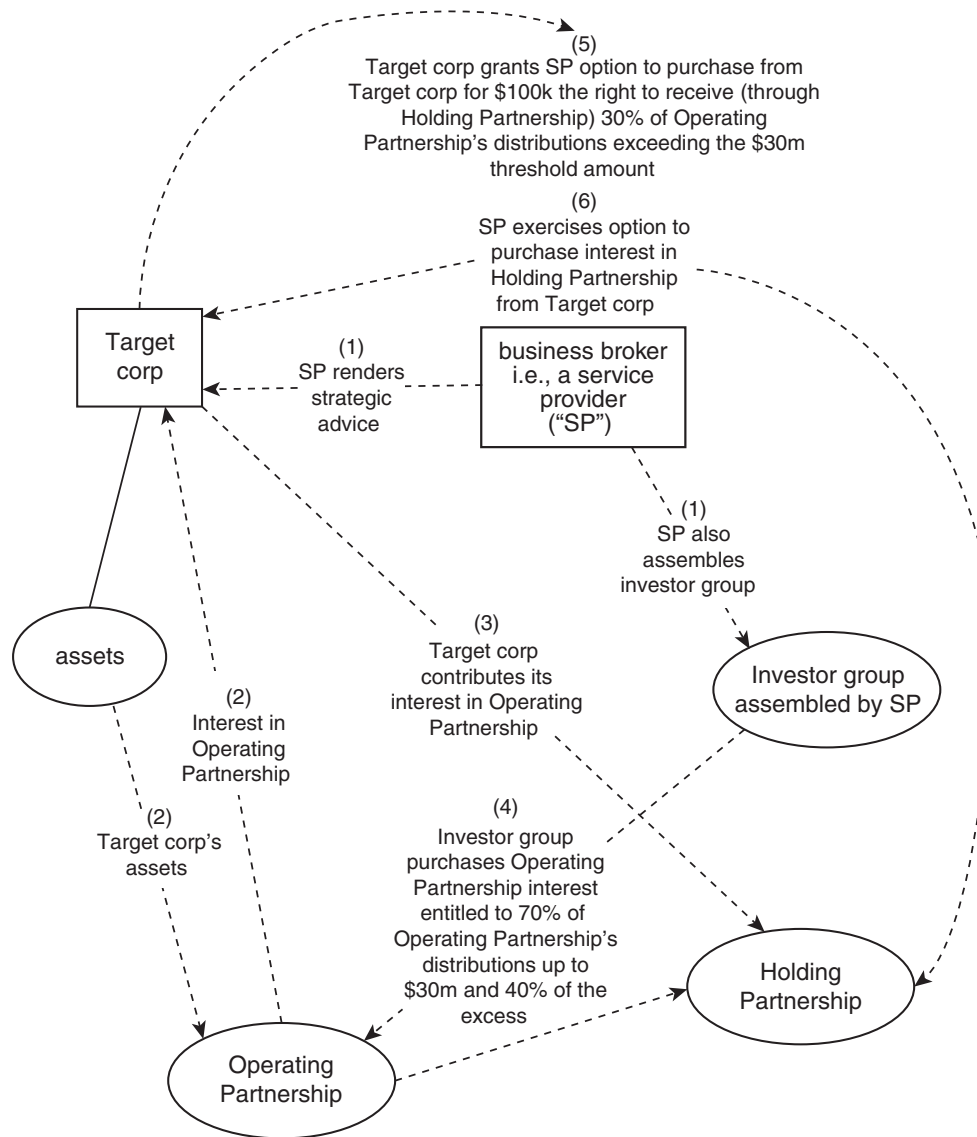 (5)
Target corp grants SP option to purchase from
Target corp for $100k the right to receive (through
Holding Partnership) 30% of Operating
Partnership's distributions exceeding the $30m
threshold amount
(6)
SP exercises option to
purchase interest in
Holding Partnership
from Target corp
Target
corp
(1)
SP renders
strategic
advice
business broker
i.e., a service
provider
(“SP”)
(1)
SP also
assembles
investor group
assets
(3)
Target corp
contributes its
interest in Operating
Partnership
Investor group
assembled by SP
(2)
Interest in
Operating
Partnership
(2)
Target corp's
assets
(4)
Investor group
purchases Operating
Partnership interest
entitled to 70% of
Operating Partnership's
distributions up to
$30m and 40% of the
excess
Holding
Partnership
Operating
Partnership